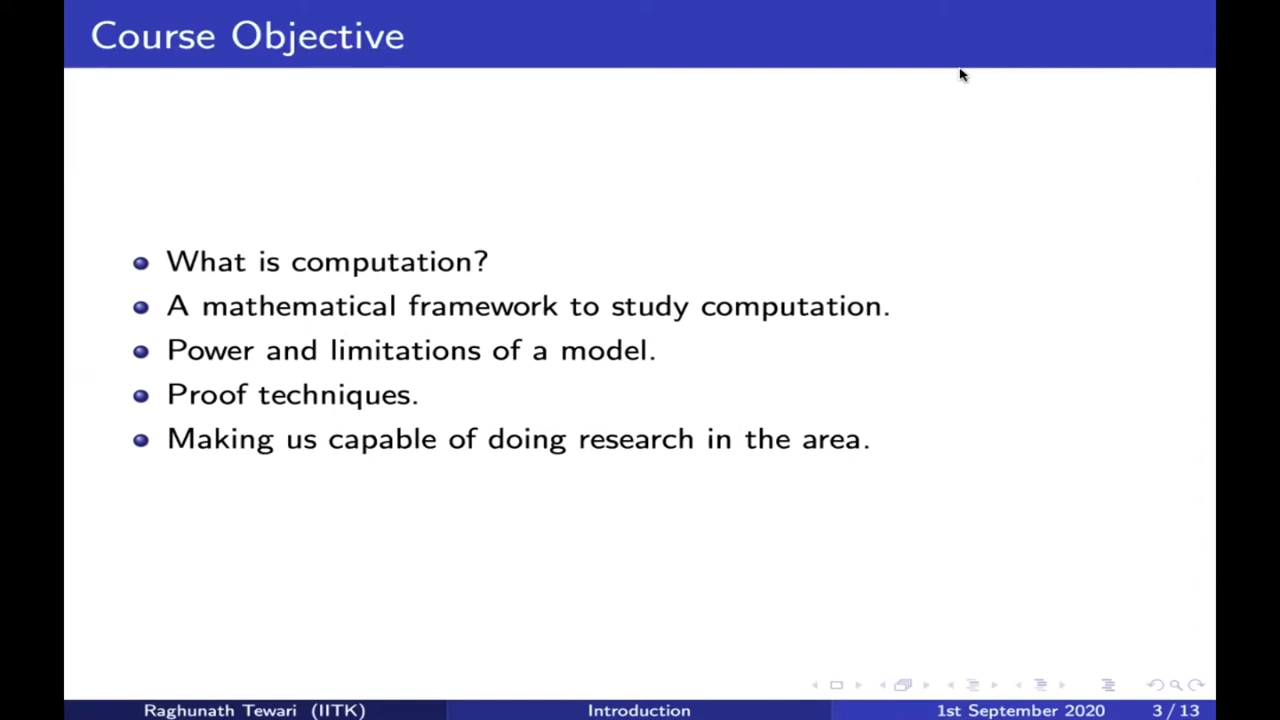 Course Objective
What is computation?
A mathematical framework to study computation.
Power and limitations of a model.
Proof techniques.
Making us capable of doing research in the area.
Raghunath Tewari (IITK)
Introduction
1st September 2020
3 / 13